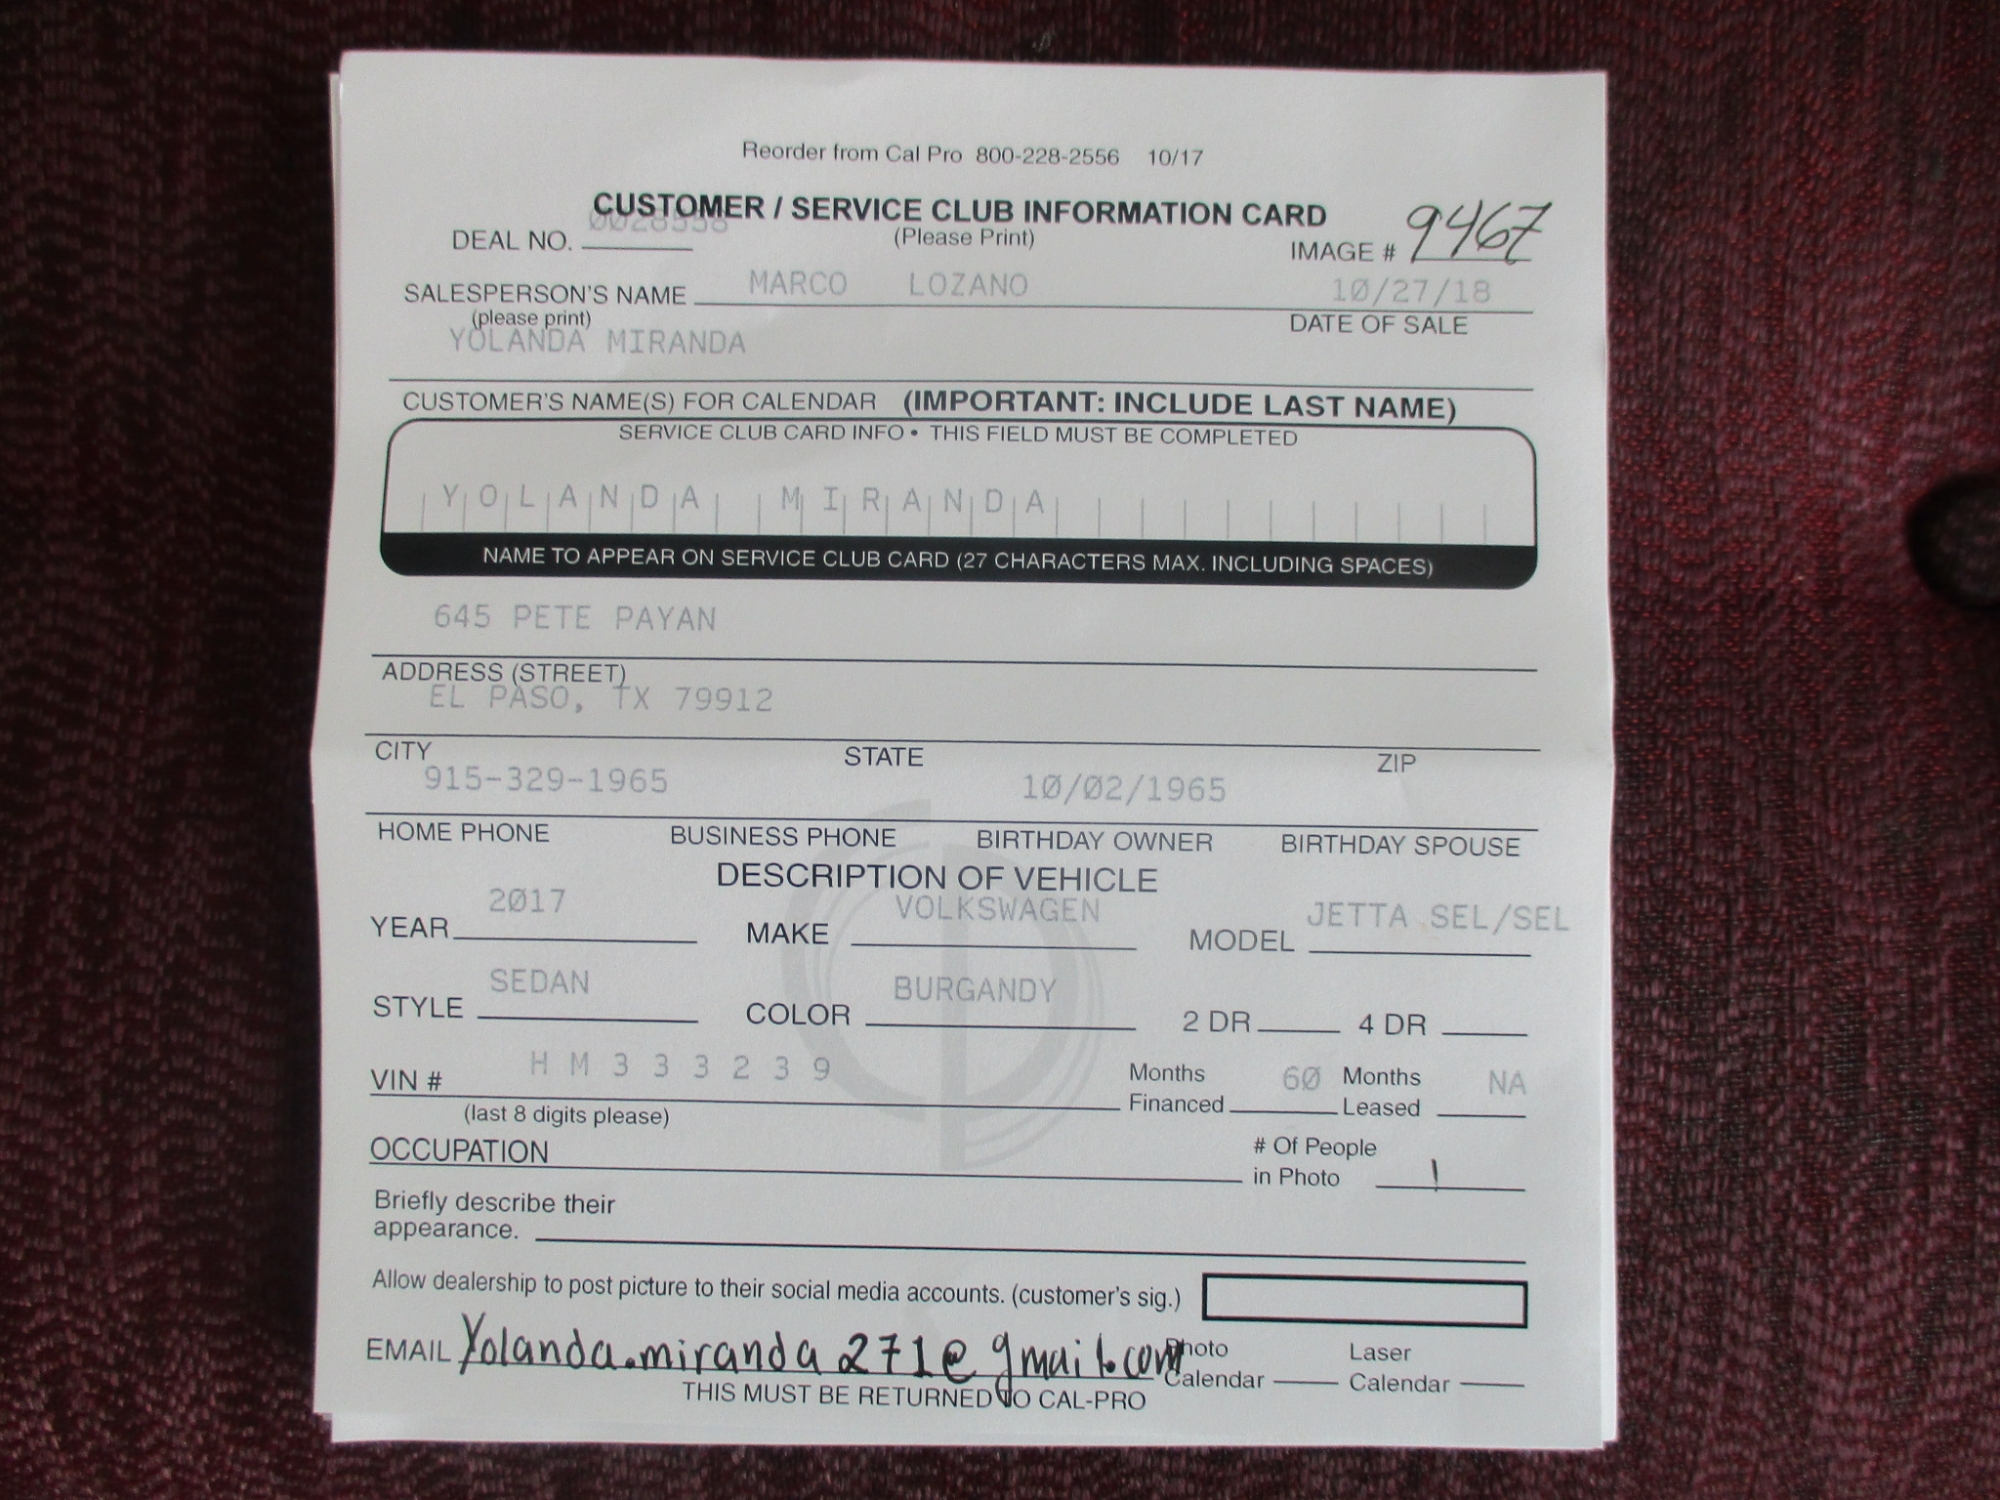 Reorder from Cal Pro 800-228-2556 10/17
CUSTOMER / SERVICE CLUB INFORMATION CARD
DEAL NO. (Please Print) IMAGE # 9467
SALESPERSON'S NAME MARCO LOZANO 10/27/18
(please print) DATE OF SALE
YOLANDA MIRANDA
CUSTOMER'S NAME(S) FOR CALENDAR (IMPORTANT: INCLUDE LAST NAME)
SERVICE CLUB CARD INFO • THIS FIELD MUST BE COMPLETED
YOLANDA MIRANDA
NAME TO APPEAR ON SERVICE CLUB CARD (27 CHARACTERS MAX. INCLUDING SPACES)
645 PETE PAYAN
ADDRESS (STREET)
EL PASO, TX 79912
CITY STATE ZIP
915-329-1965 10/02/1965
HOME PHONE BUSINESS PHONE BIRTHDAY OWNER BIRTHDAY SPOUSE
DESCRIPTION OF VEHICLE
YEAR 2017 MAKE VOLKSWAGEN MODEL JETTA SEL/SEL
STYLE SEDAN COLOR BURGANDY 2 DR 4 DR
VIN # H M 3 3 3 2 3 9 Months Financed 60 Months Leased NA
(last 8 digits please)
OCCUPATION # Of People in Photo 1
Briefly describe their
appearance.
Allow dealership to post picture to their social media accounts. (customer's sig.)
EMAIL Yolanda.miranda271@gmail.com Photo Calendar Laser Calendar
THIS MUST BE RETURNED TO CAL-PRO